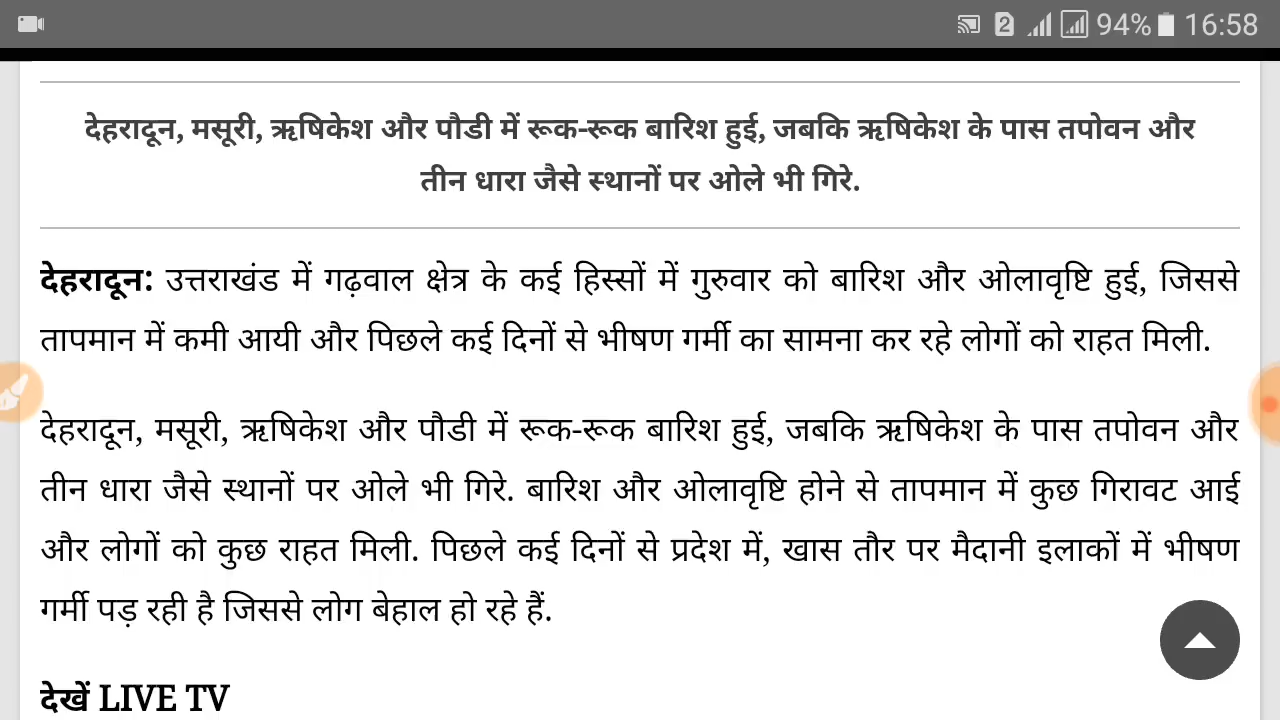 2 94% 16:58
देहरादून, मसूरी, ऋषिकेश और पौडी में रूक-रूक बारिश हुई, जबकि ऋषिकेश के पास तपोवन और
तीन धारा जैसे स्थानों पर ओले भी गिरे.
देहरादून: उत्तराखंड में गढ़वाल क्षेत्र के कई हिस्सों में गुरुवार को बारिश और ओलावृष्टि हुई, जिससे
तापमान में कमी आयी और पिछले कई दिनों से भीषण गर्मी का सामना कर रहे लोगों को राहत मिली.
देहरादून, मसूरी, ऋषिकेश और पौडी में रूक-रूक बारिश हुई, जबकि ऋषिकेश के पास तपोवन और
तीन धारा जैसे स्थानों पर ओले भी गिरे. बारिश और ओलावृष्टि होने से तापमान में कुछ गिरावट आई
और लोगों को कुछ राहत मिली. पिछले कई दिनों से प्रदेश में, खास तौर पर मैदानी इलाकों में भीषण
गर्मी पड़ रही है जिससे लोग बेहाल हो रहे हैं.
देखें LIVE TV